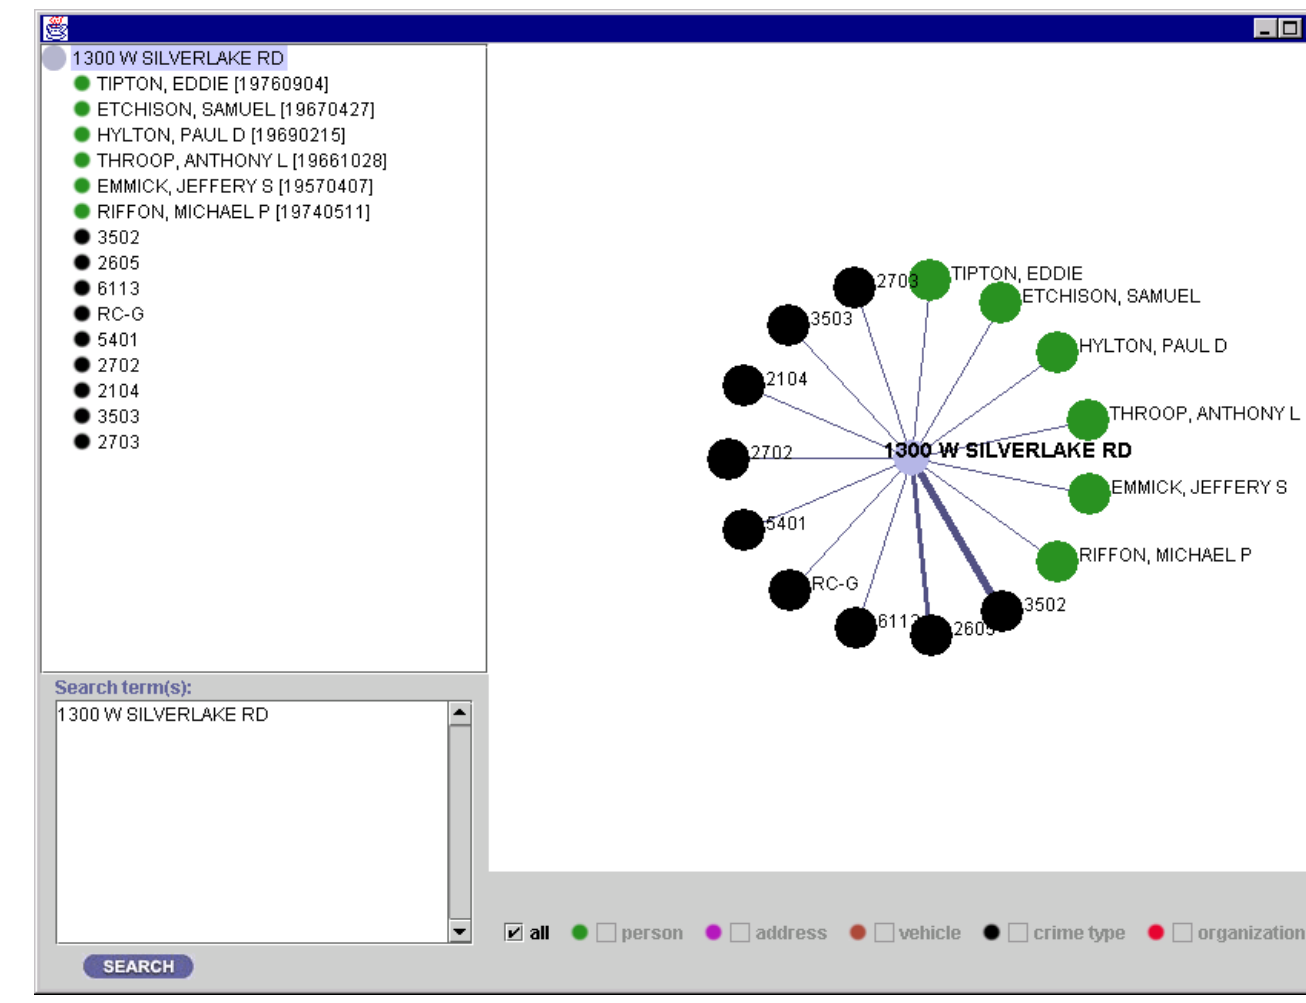 1300 W SILVERLAKE RD
TIPTON, EDDIE [19760904]
ETCHISON, SAMUEL [19670427]
HYLTON, PAUL D [19690215]
THROOP, ANTHONY L [19661028]
EMMICK, JEFFERY S [19570407]
RIFFON, MICHAEL P [19740511]
3502
2605
6113
RC-G
5401
2702
2104
3503
2703
2703
TIPTON, EDDIE
ETCHISON, SAMUEL
3503
HYLTON, PAUL D
2104
THROOP, ANTHONY L
1300 W SILVERLAKE RD
2702
EMMICK, JEFFERY S
5401
RIFFON, MICHAEL P
RC-G
3502
6113
2605
Search term(s):
1300 W SILVERLAKE RD
all person address vehicle crime type organization
SEARCH